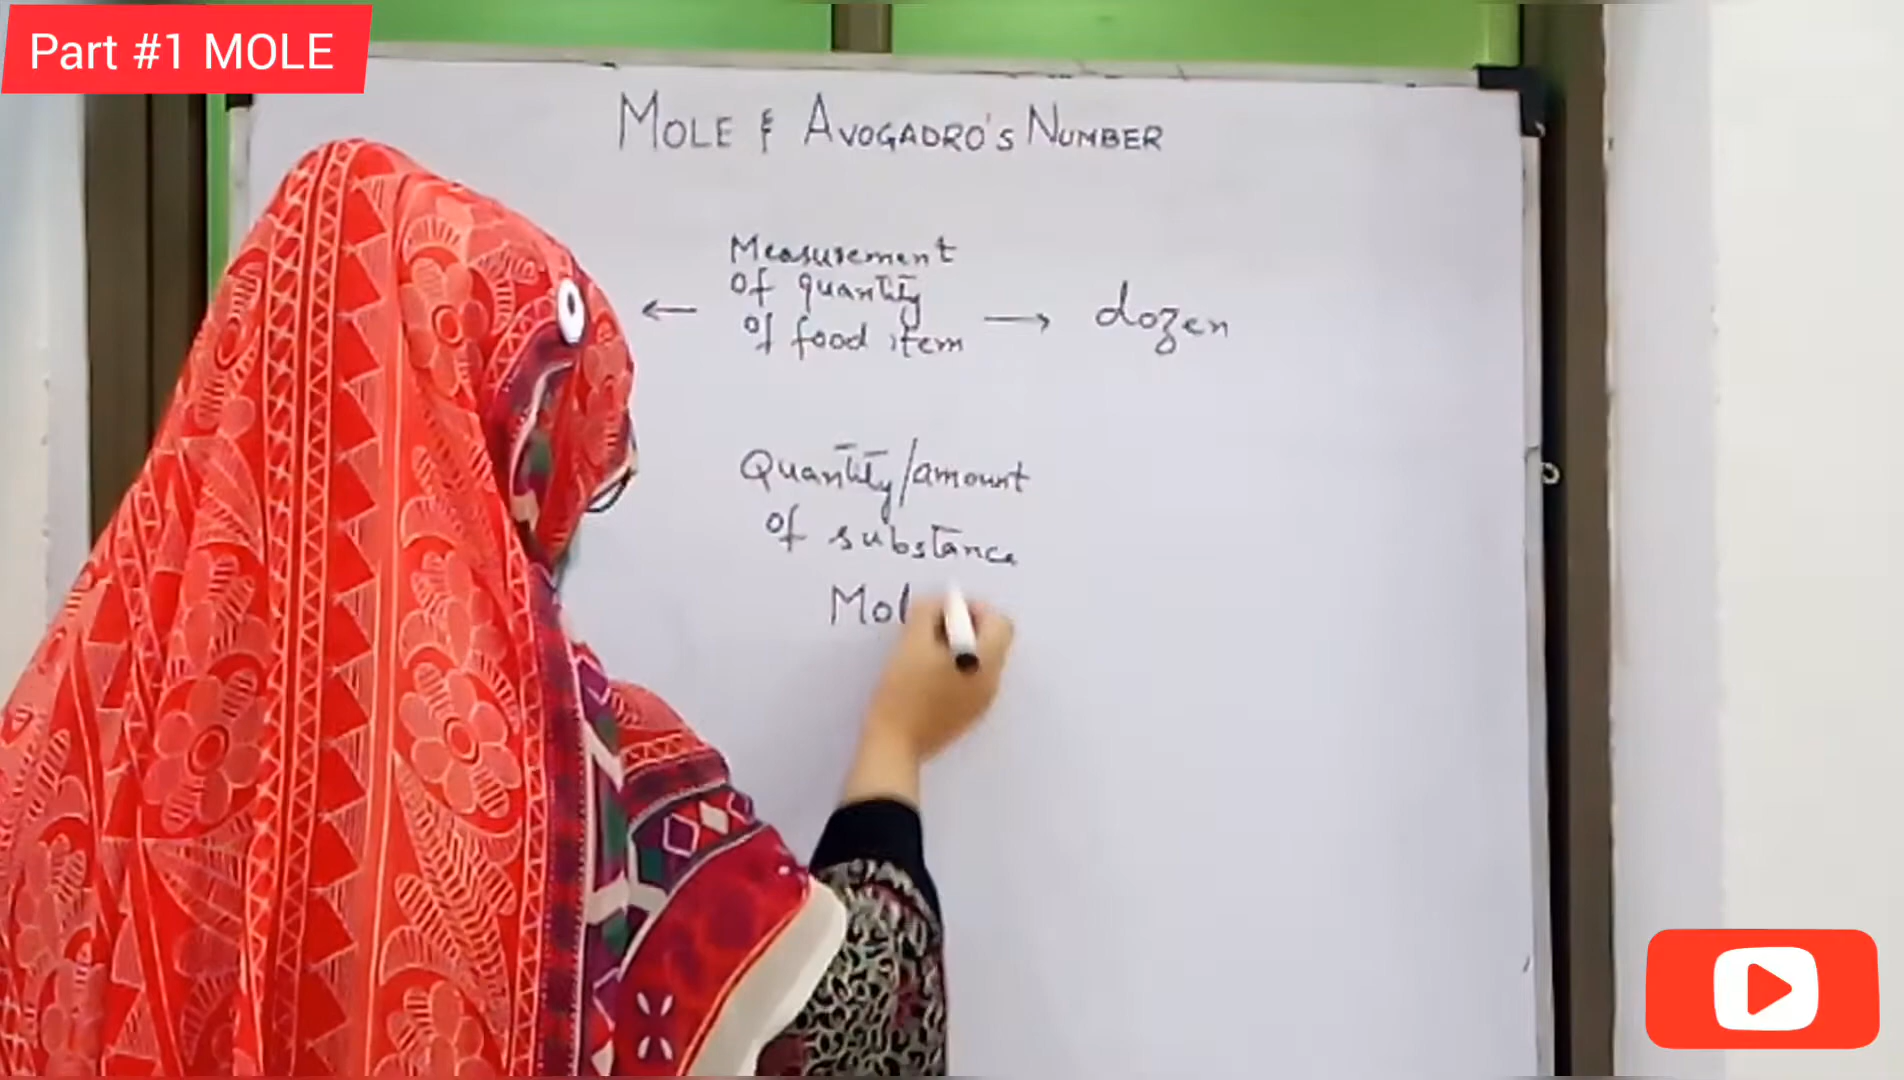 Part #1 MOLE
MOLE & AVOGADRO'S NUMBER
Measurement
of quantity
of food item
← → dozen
Quantity/amount
of substance
Mol